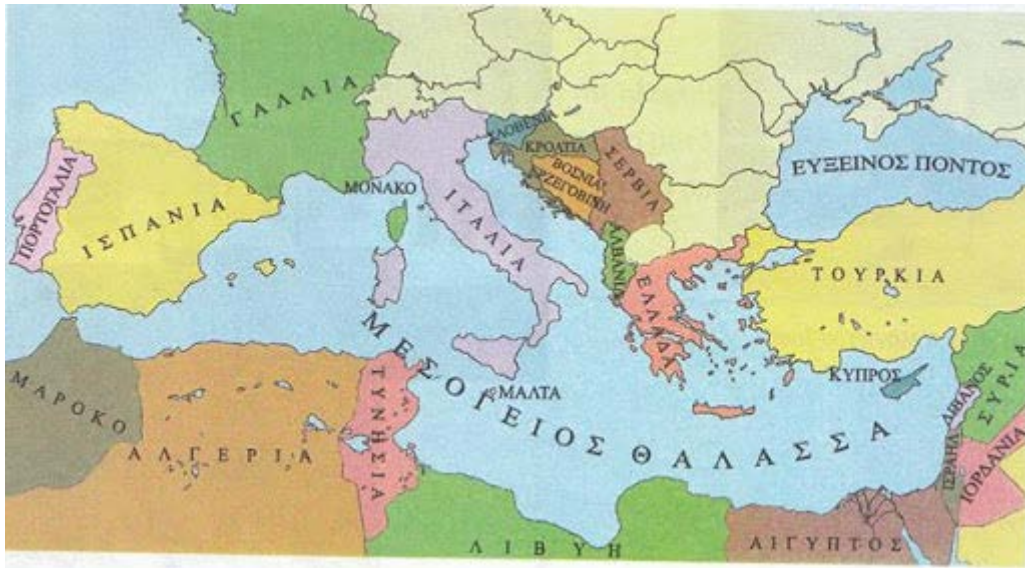 ΓΑΛΛΙΑ
ΣΛΟΒΕΝΙΑ
ΚΡΟΑΤΙΑ
ΒΟΣΝΙΑ-
ΕΡΖΕΓΟΒΙΝΗ
ΣΕΡΒΙΑ
ΕΥΞΕΙΝΟΣ ΠΟΝΤΟΣ
ΠΟΡΤΟΓΑΛΙΑ
ΙΣΠΑΝΙΑ
ΜΟΝΑΚΟ
ΙΤΑΛΙΑ
ΑΛΒΑΝΙΑ
ΕΛΛΑΔΑ
ΤΟΥΡΚΙΑ
ΜΑΡΟΚΟ
ΑΛΓΕΡΙΑ
ΤΥΝΗΣΙΑ
ΜΑΛΤΑ
ΜΕΣΟΓΕΙΟΣ ΘΑΛΑΣΣΑ
ΚΥΠΡΟΣ
ΛΙΒΑΝΟΣ
ΣΥΡΙΑ
ΙΣΡΑΗΛ
ΙΟΡΔΑΝΙΑ
ΛΙΒΥΗ
ΑΙΓΥΠΤΟΣ